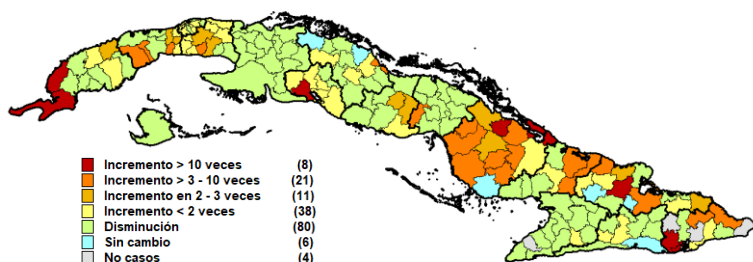 Incremento > 10 veces (8)
Incremento > 3 - 10 veces (21)
Incremento en 2 - 3 veces (11)
Incremento < 2 veces (38)
Disminución (80)
Sin cambio (6)
No casos (4)